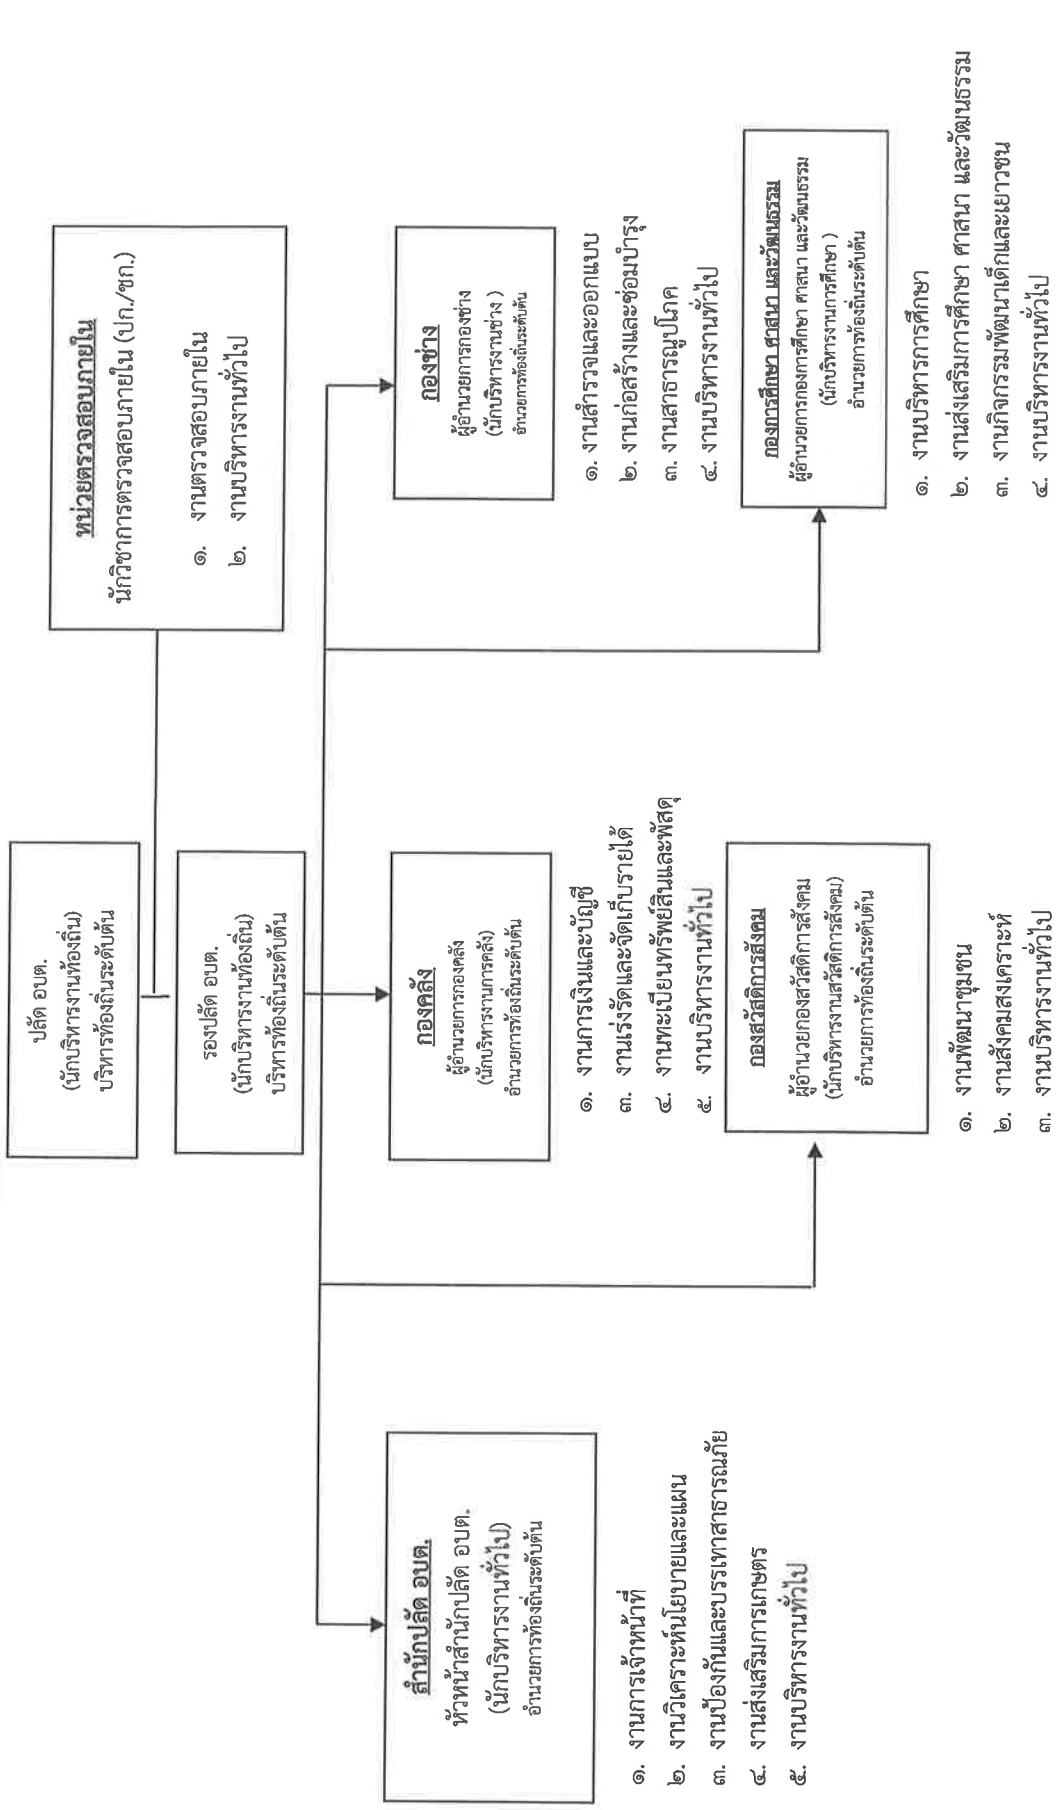 ปลัด อบต.
(นักบริหารงานท้องถิ่น)
บริหารท้องถิ่นระดับต้น
หน่วยตรวจสอบภายใน
นักวิชาการตรวจสอบภายใน (ปก./ชก.)
๑. งานตรวจสอบภายใน
๒. งานบริหารงานทั่วไป
รองปลัด อบต.
(นักบริหารงานท้องถิ่น)
บริหารท้องถิ่นระดับต้น
สำนักปลัด อบต.
หัวหน้าสำนักปลัด อบต.
(นักบริหารงานทั่วไป)
อำนวยการท้องถิ่นระดับต้น
๑. งานการเจ้าหน้าที่
๒. งานวิเคราะห์นโยบายและแผน
๓. งานป้องกันและบรรเทาสาธารณภัย
๔. งานส่งเสริมการเกษตร
๕. งานบริหารงานทั่วไป
กองคลัง
ผู้อำนวยการกองคลัง
(นักบริหารงานการคลัง)
อำนวยการท้องถิ่นระดับต้น
๑. งานการเงินและบัญชี
๓. งานเร่งรัดและจัดเก็บรายได้
๔. งานทะเบียนทรัพย์สินและพัสดุ
๕. งานบริหารงานทั่วไป
กองช่าง
ผู้อำนวยการกองช่าง
(นักบริหารงานช่าง )
อำนวยการท้องถิ่นระดับต้น
๑. งานสำรวจและออกแบบ
๒. งานก่อสร้างและซ่อมบำรุง
๓. งานสาธารณูปโภค
๔. งานบริหารงานทั่วไป
กองสวัสดิการสังคม
ผู้อำนวยกองสวัสดิการสังคม
(นักบริหารงานสวัสดิการสังคม)
อำนวยการท้องถิ่นระดับต้น
๑. งานพัฒนาชุมชน
๒. งานสังคมสงเคราะห์
๓. งานบริหารงานทั่วไป
กองการศึกษา ศาสนา และวัฒนธรรม
ผู้อำนวยการกองการศึกษา ศาสนา และวัฒนธรรม
(นักบริหารงานการศึกษา )
อำนวยการท้องถิ่นระดับต้น
๑. งานบริหารการศึกษา
๒. งานส่งเสริมการศึกษา ศาสนา และวัฒนธรรม
๓. งานกิจกรรมพัฒนาเด็กและเยาวชน
๔. งานบริหารงานทั่วไป